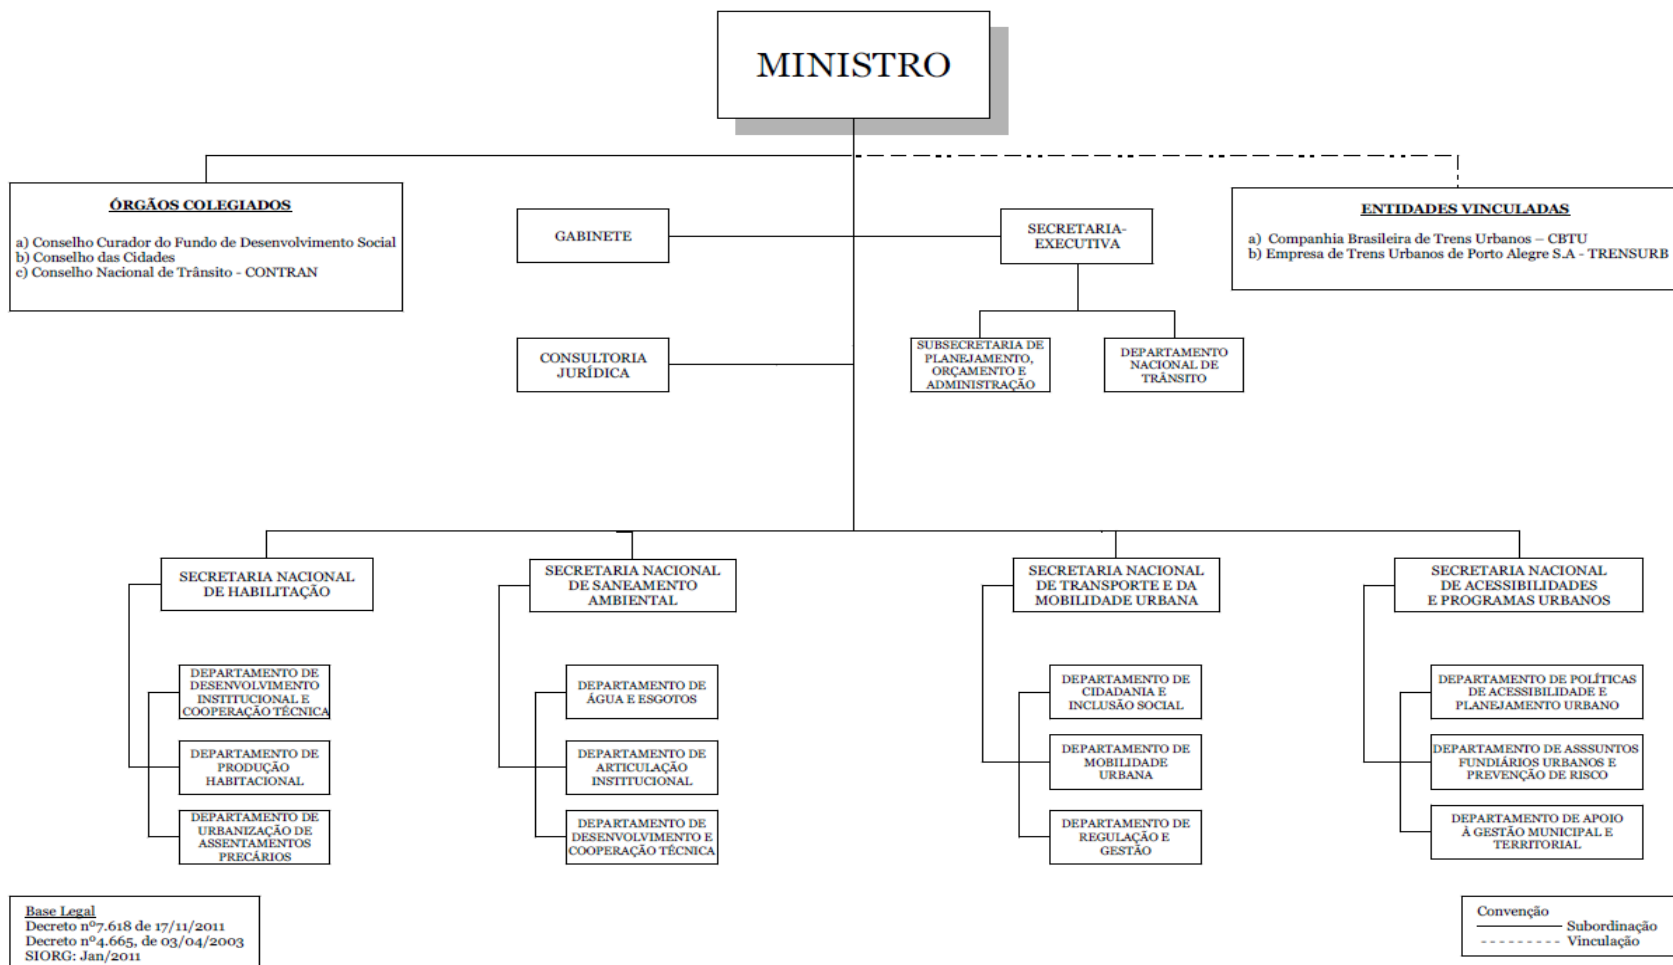 MINISTRO
ÓRGÃOS COLEGIADOS
a) Conselho Curador do Fundo de Desenvolvimento Social
b) Conselho das Cidades
c) Conselho Nacional de Trânsito - CONTRAN
GABINETE
SECRETARIA-
EXECUTIVA
ENTIDADES VINCULADAS
a) Companhia Brasileira de Trens Urbanos – CBTU
b) Empresa de Trens Urbanos de Porto Alegre S.A - TRENSURB
CONSULTORIA
JURÍDICA
SUBSECRETARIA DE
PLANEJAMENTO,
ORÇAMENTO E
ADMINISTRAÇÃO
DEPARTAMENTO
NACIONAL DE
TRÂNSITO
SECRETARIA NACIONAL
DE HABILITAÇÃO
SECRETARIA NACIONAL
DE SANEAMENTO
AMBIENTAL
SECRETARIA NACIONAL
DE TRANSPORTE E DA
MOBILIDADE URBANA
SECRETARIA NACIONAL
DE ACESSIBILIDADES
E PROGRAMAS URBANOS
DEPARTAMENTO DE
DESENVOLVIMENTO
INSTITUCIONAL E
COOPERAÇÃO TÉCNICA
DEPARTAMENTO DE
ÁGUA E ESGOTOS
DEPARTAMENTO DE
CIDADANIA E
INCLUSÃO SOCIAL
DEPARTAMENTO DE POLÍTICAS
DE ACESSIBILIDADE E
PLANEJAMENTO URBANO
DEPARTAMENTO DE
PRODUÇÃO
HABITACIONAL
DEPARTAMENTO DE
ARTICULAÇÃO
INSTITUCIONAL
DEPARTAMENTO DE
MOBILIDADE
URBANA
DEPARTAMENTO DE ASSSUNTOS
FUNDIÁRIOS URBANOS E
PREVENÇÃO DE RISCO
DEPARTAMENTO DE
URBANIZAÇÃO DE
ASSENTAMENTOS
PRECÁRIOS
DEPARTAMENTO DE
DESENVOLVIMENTO E
COOPERAÇÃO TÉCNICA
DEPARTAMENTO DE
REGULAÇÃO E
GESTÃO
DEPARTAMENTO DE APOIO
À GESTÃO MUNICIPAL E
TERRITORIAL
Base Legal
Decreto nº7.618 de 17/11/2011
Decreto nº4.665, de 03/04/2003
SIORG: Jan/2011
Convenção
Subordinação
Vinculação